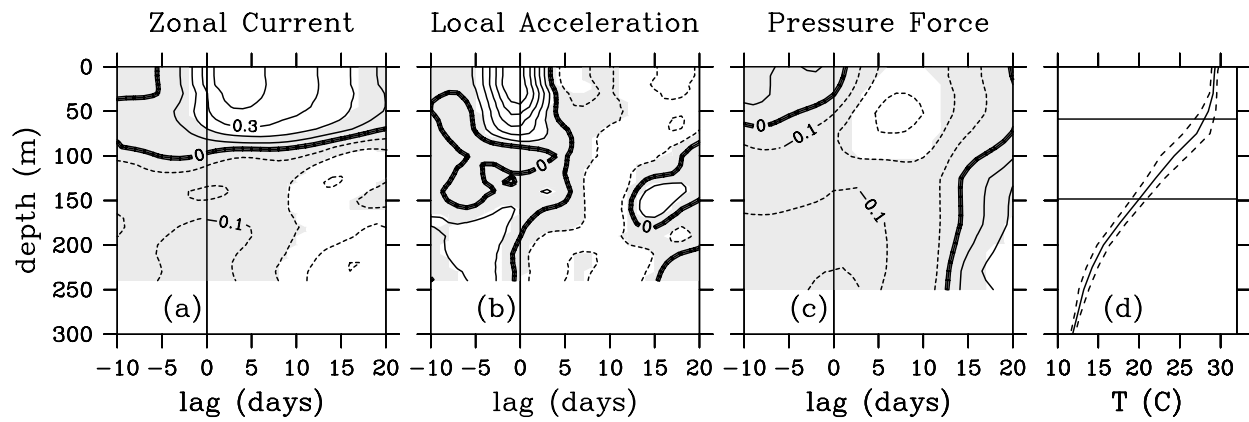 Zonal Current Local Acceleration Pressure Force
0
50
100
150
200
250
300
depth (m)
0.3
0
-0.1
(a)
0
0
(b)
0
-0.1
-0.1
(c)
(d)
-10 -5 0 5 10 15 20
-10 -5 0 5 10 15 20
-10 -5 0 5 10 15 20
10 15 20 25 30
lag (days) lag (days) lag (days) T (C)